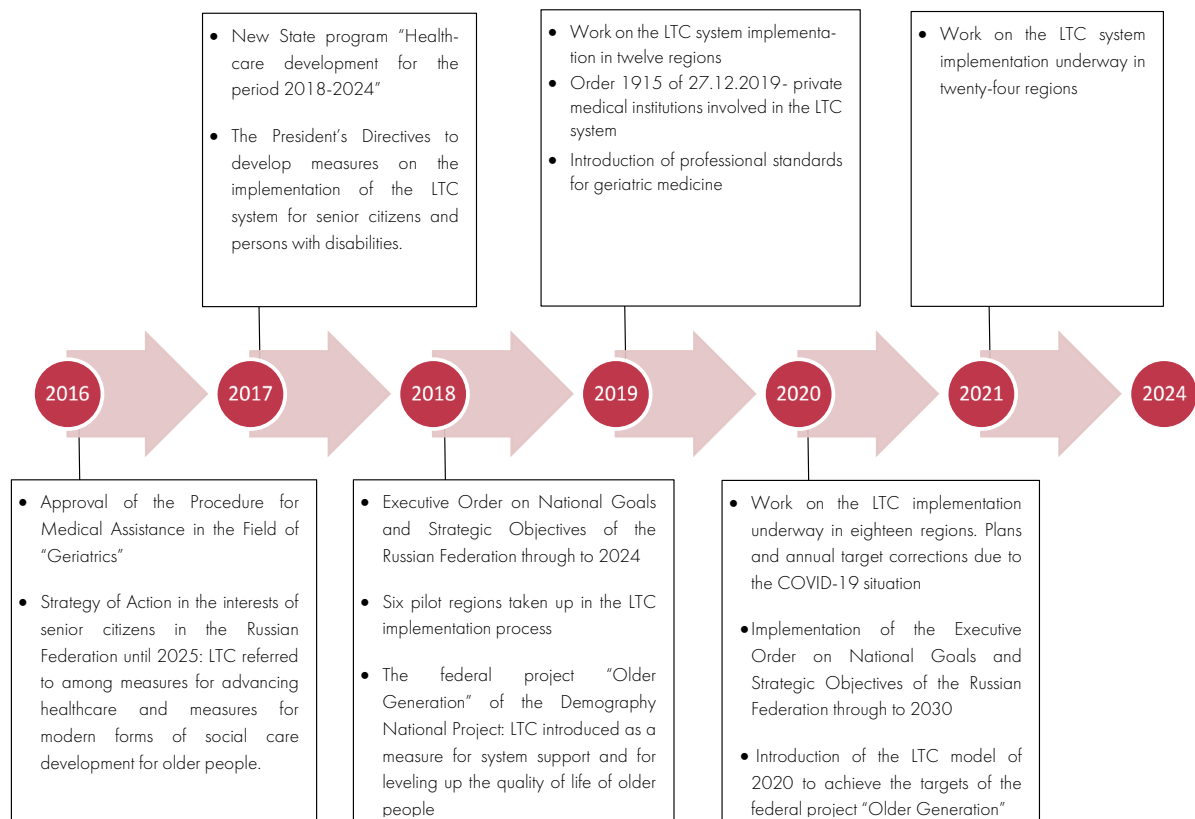 • New State program “Health-
care development for the
period 2018-2024”
• The President’s Directives to
develop measures on the
implementation of the LTC
system for senior citizens and
persons with disabilities.
• Work on the LTC system implementa-
tion in twelve regions
• Order 1915 of 27.12.2019- private
medical institutions involved in the LTC
system
• Introduction of professional standards
for geriatric medicine
• Work on the LTC system
implementation underway in
twenty-four regions
2016
2017
2018
2019
2020
2021
2024
• Approval of the Procedure for
Medical Assistance in the Field of
“Geriatrics”
• Strategy of Action in the interests of
senior citizens in the Russian
Federation until 2025: LTC referred
to among measures for advancing
healthcare and measures for
modern forms of social care
development for older people.
• Executive Order on National Goals
and Strategic Objectives of the
Russian Federation through to 2024
• Six pilot regions taken up in the LTC
implementation process
• The federal project “Older
Generation” of the Demography
National Project: LTC introduced as a
measure for system support and for
leveling up the quality of life of older
people
• Work on the LTC implementation
underway in eighteen regions. Plans
and annual target corrections due to
the COVID-19 situation
•Implementation of the Executive
Order on National Goals and
Strategic Objectives of the Russian
Federation through to 2030
• Introduction of the LTC model of
2020 to achieve the targets of the
federal project “Older Generation”